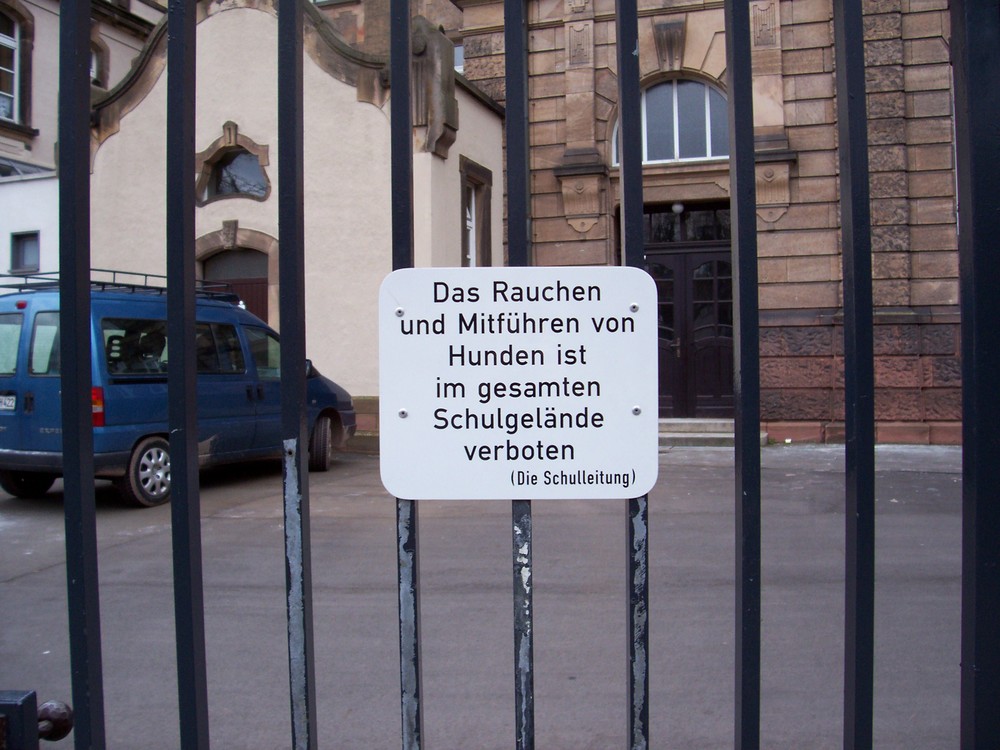 Das Rauchen
und Mitführen von
Hunden ist
im gesamten
Schulgelände
verboten
(Die Schulleitung)